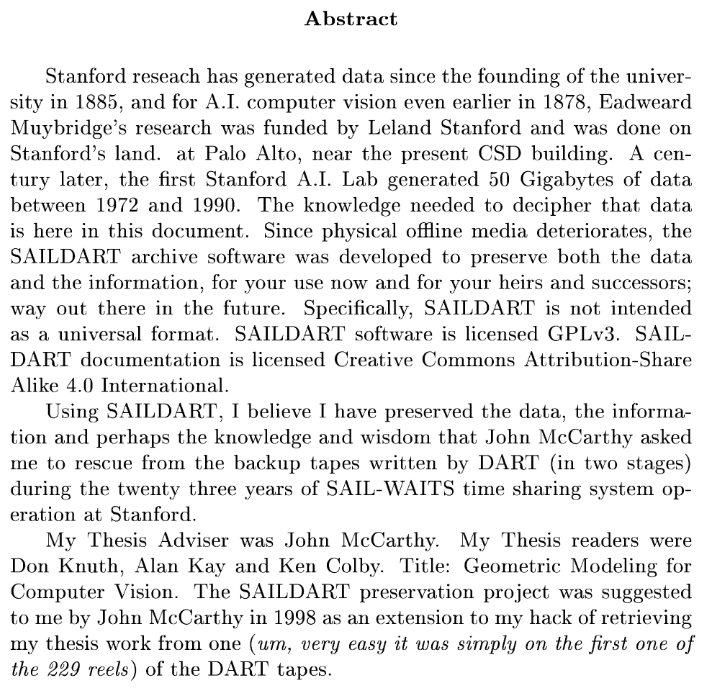 Abstract
Stanford reseach has generated data since the founding of the univer-
sity in 1885, and for A.I. computer vision even earlier in 1878, Eadweard
Muybridge's research was funded by Leland Stanford and was done on
Stanford's land. at Palo Alto, near the present CSD building. A cen-
tury later, the first Stanford A.I. Lab generated 50 Gigabytes of data
between 1972 and 1990. The knowledge needed to decipher that data
is here in this document. Since physical offline media deteriorates, the
SAILDART archive software was developed to preserve both the data
and the information, for your use now and for your heirs and successors;
way out there in the future. Specifically, SAILDART is not intended
as a universal format. SAILDART software is licensed GPLv3. SAIL-
DART documentation is licensed Creative Commons Attribution-Share
Alike 4.0 International.
Using SAILDART, I believe I have preserved the data, the informa-
tion and perhaps the knowledge and wisdom that John McCarthy asked
me to rescue from the backup tapes written by DART (in two stages)
during the twenty three years of SAIL-WAITS time sharing system op-
eration at Stanford.
My Thesis Adviser was John McCarthy. My Thesis readers were
Don Knuth, Alan Kay and Ken Colby. Title: Geometric Modeling for
Computer Vision. The SAILDART preservation project was suggested
to me by John McCarthy in 1998 as an extension to my hack of retrieving
my thesis work from one (um, very easy it was simply on the first one of
the 229 reels) of the DART tapes.